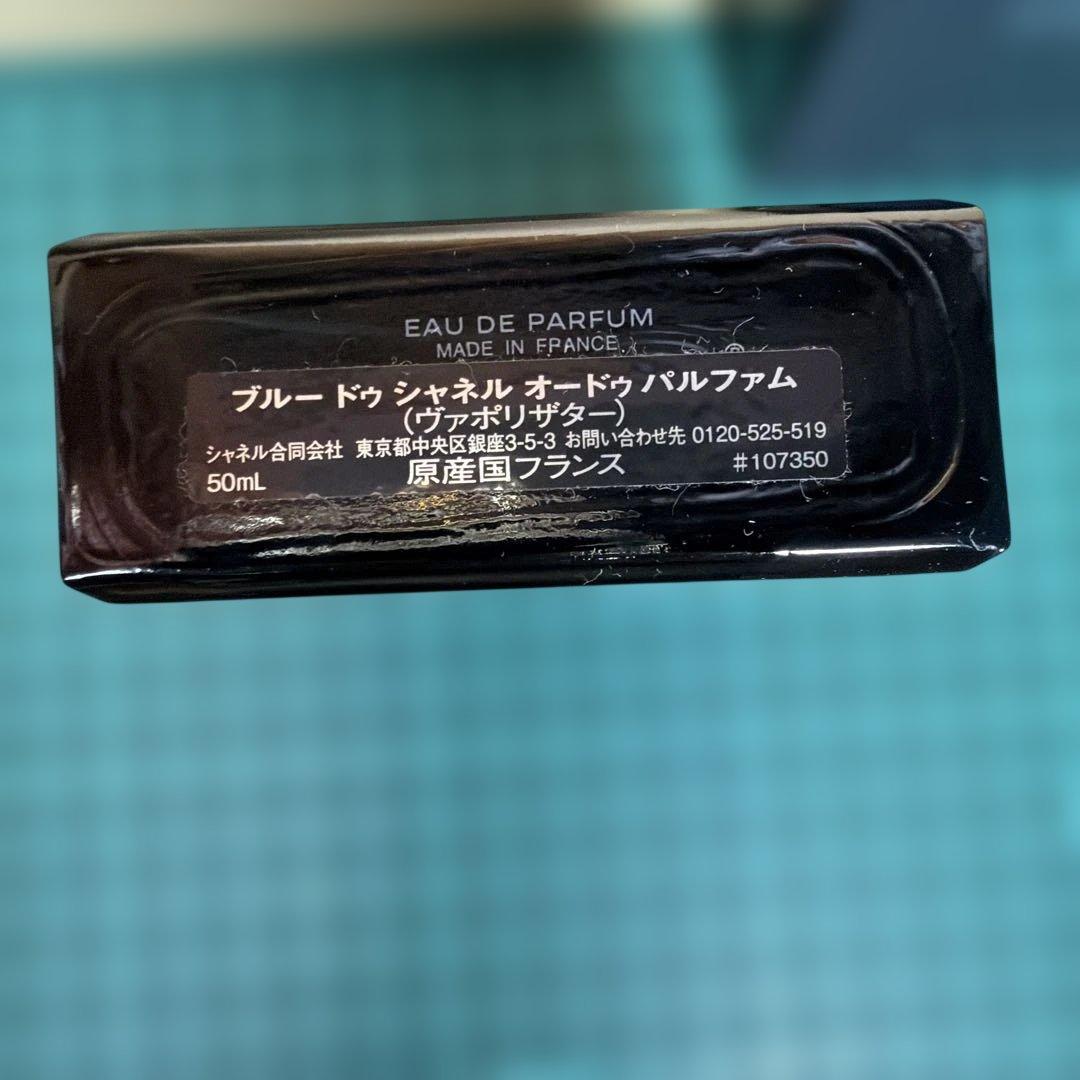 EAU DE PARFUM
MADE IN FRANCE
ブルー ドゥ シャネル オードゥ パルファム
(ヴァポリザター)
シャネル合同会社 東京都中央区銀座3-5-3 お問い合わせ先 0120-525-519
50mL 原産国フランス #107350